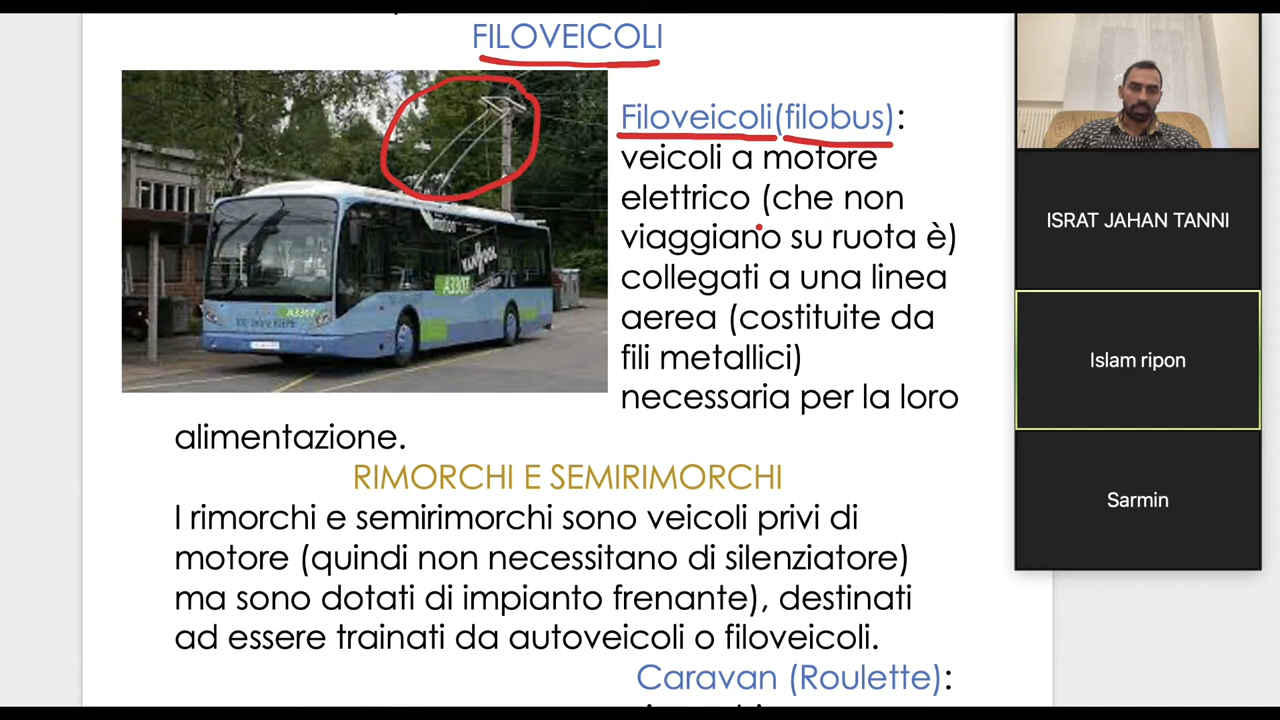 FILOVEICOLI
Filoveicoli(filobus):
veicoli a motore
elettrico (che non
viaggiano su ruota è)
collegati a una linea
aerea (costituite da
fili metallici)
necessaria per la loro
alimentazione.
A3307
RIMORCHI E SEMIRIMORCHI
I rimorchi e semirimorchi sono veicoli privi di
motore (quindi non necessitano di silenziatore)
ma sono dotati di impianto frenante), destinati
ad essere trainati da autoveicoli o filoveicoli.
Caravan (Roulette):
ISRAT JAHAN TANNI
Islam ripon
Sarmin